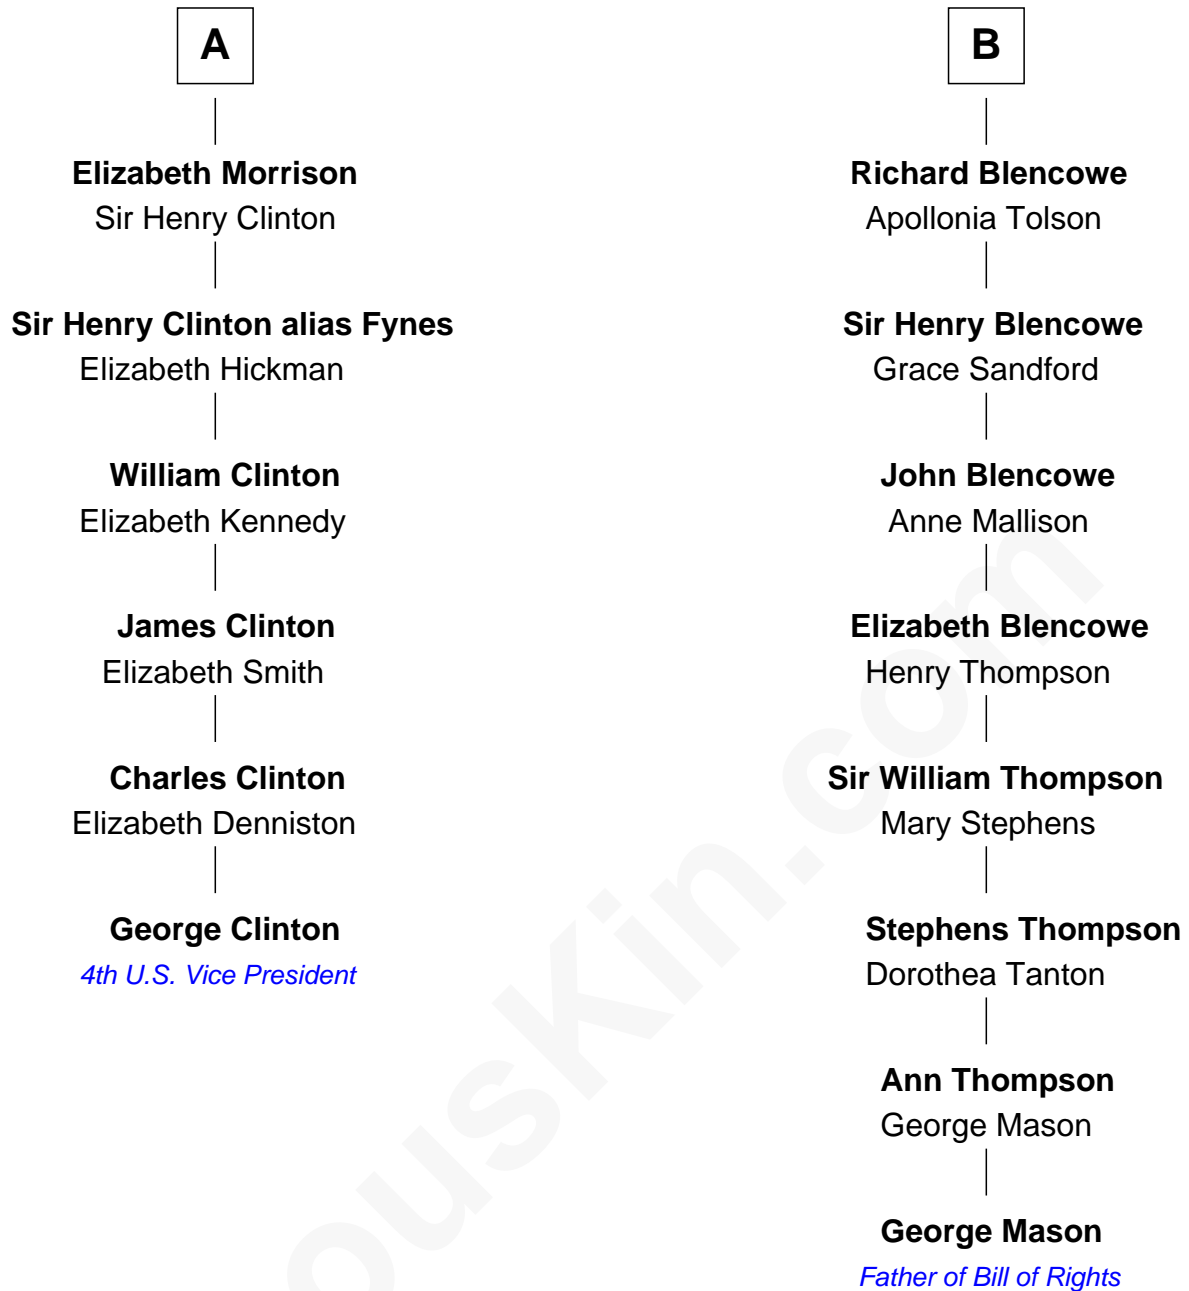 A
Elizabeth Morrison
Sir Henry Clinton
Sir Henry Clinton alias Fynes
Elizabeth Hickman
William Clinton
Elizabeth Kennedy
James Clinton
Elizabeth Smith
Charles Clinton
Elizabeth Denniston
George Clinton
4th U.S. Vice President
B
Richard Blencowe
Apollonia Tolson
Sir Henry Blencowe
Grace Sandford
John Blencowe
Anne Mallison
Elizabeth Blencowe
Henry Thompson
Sir William Thompson
Mary Stephens
Stephens Thompson
Dorothea Tanton
Ann Thompson
George Mason
George Mason
Father of Bill of Rights
ousKin.com